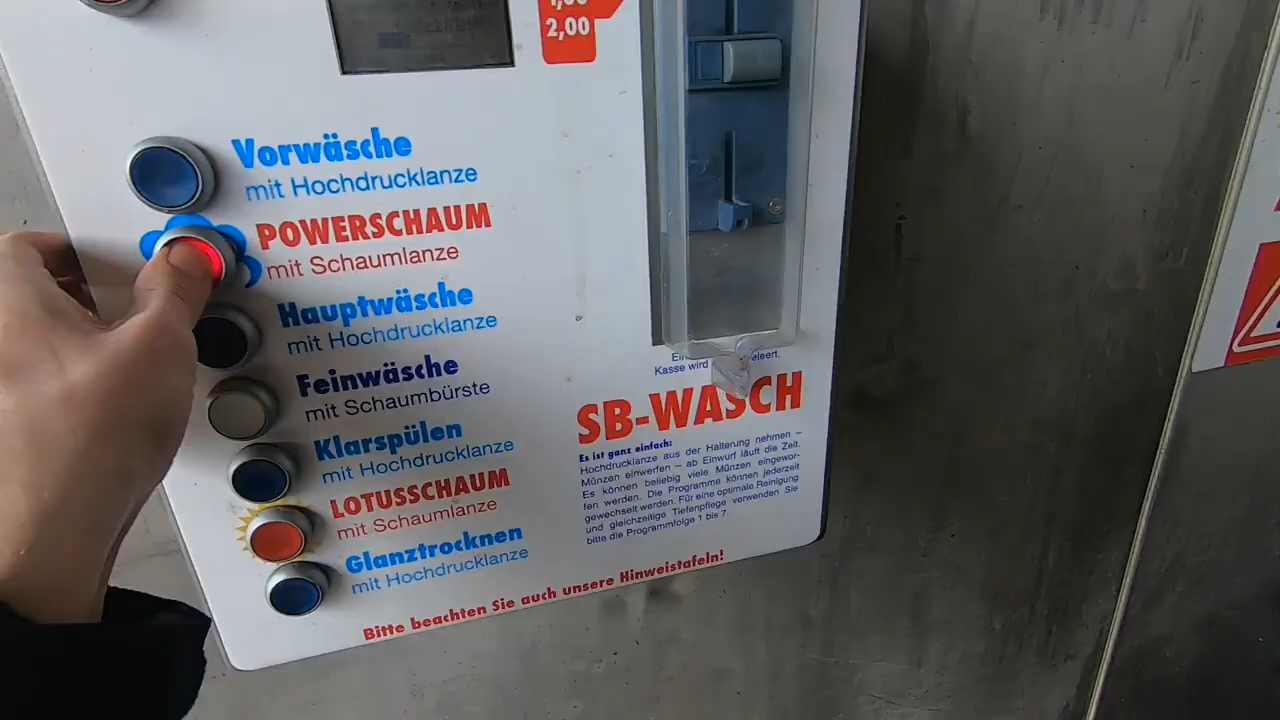 2,00
Vorwäsche
mit Hochdrucklanze
POWERSCHAUM
mit Schaumlanze
Hauptwäsche
mit Hochdrucklanze
Feinwäsche
mit Schaumbürste
Klarspülen
mit Hochdrucklanze
LOTUSSCHAUM
mit Schaumlanze
Glanztrocknen
mit Hochdrucklanze
Kasse wird
SB-WASCH
Es ist ganz einfach:
Hochdrucklanze aus der Halterung nehmen –
Münzen einwerfen – ab Einwurf läuft die Zeit.
Es können beliebig viele Münzen eingewor-
fen werden. Die Programme können jederzeit
gewechselt werden. Für eine optimale Reinigung
und gleichzeitige Tiefenpflege verwenden Sie
bitte die Programmfolge 1 bis 7.
Bitte beachten Sie auch unsere Hinweistafeln!